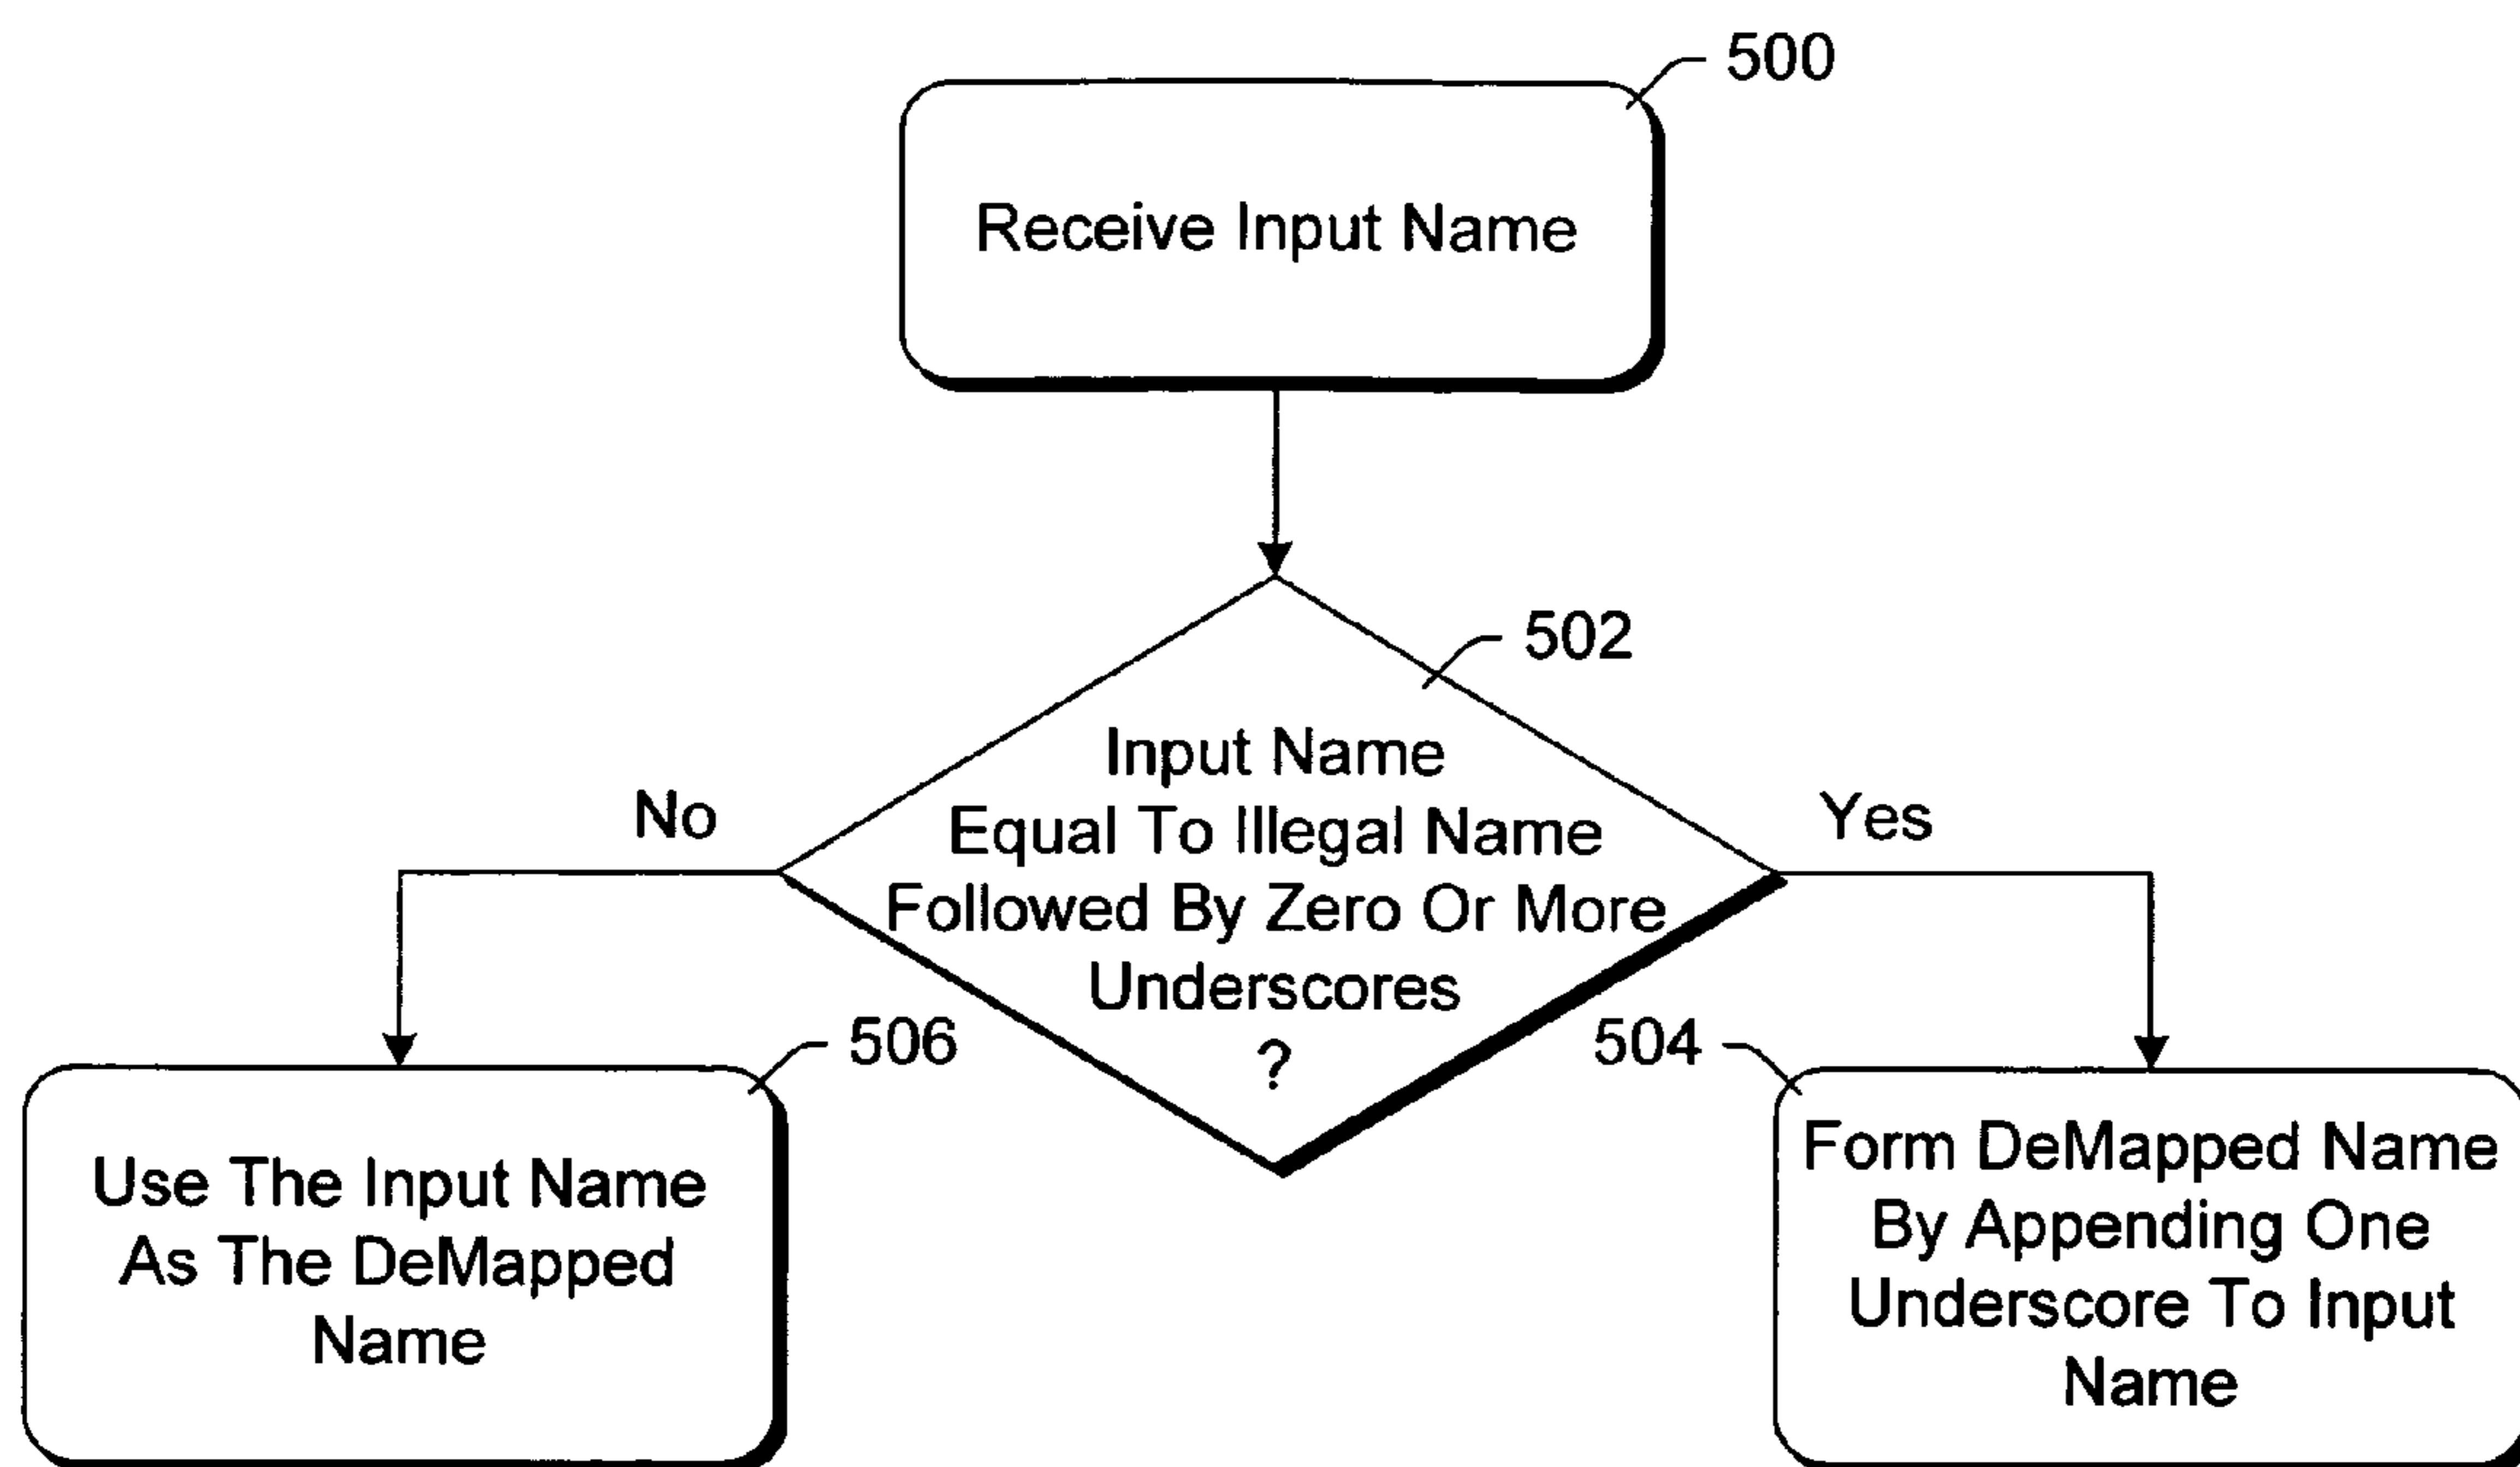 500
Receive Input Name
502
Input Name
Equal To Illegal Name
Followed By Zero Or More
Underscores
?
No
Yes
506
Use The Input Name
As The DeMapped
Name
504
Form DeMapped Name
By Appending One
Underscore To Input
Name